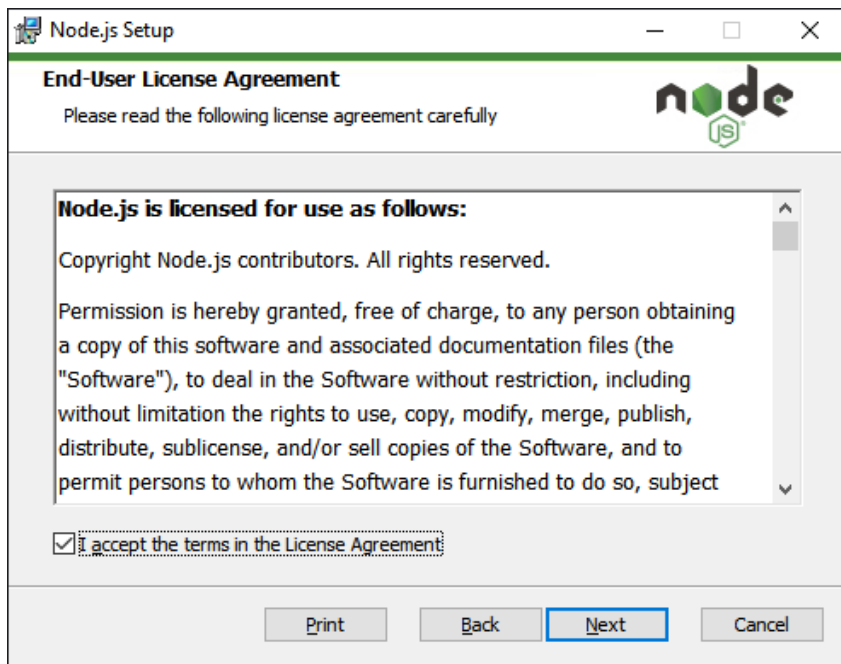 Node.js Setup
End-User License Agreement
Please read the following license agreement carefully
node
JS
Node.js is licensed for use as follows:
Copyright Node.js contributors. All rights reserved.
Permission is hereby granted, free of charge, to any person obtaining
a copy of this software and associated documentation files (the
"Software"), to deal in the Software without restriction, including
without limitation the rights to use, copy, modify, merge, publish,
distribute, sublicense, and/or sell copies of the Software, and to
permit persons to whom the Software is furnished to do so, subject
I accept the terms in the License Agreement
Print Back Next Cancel